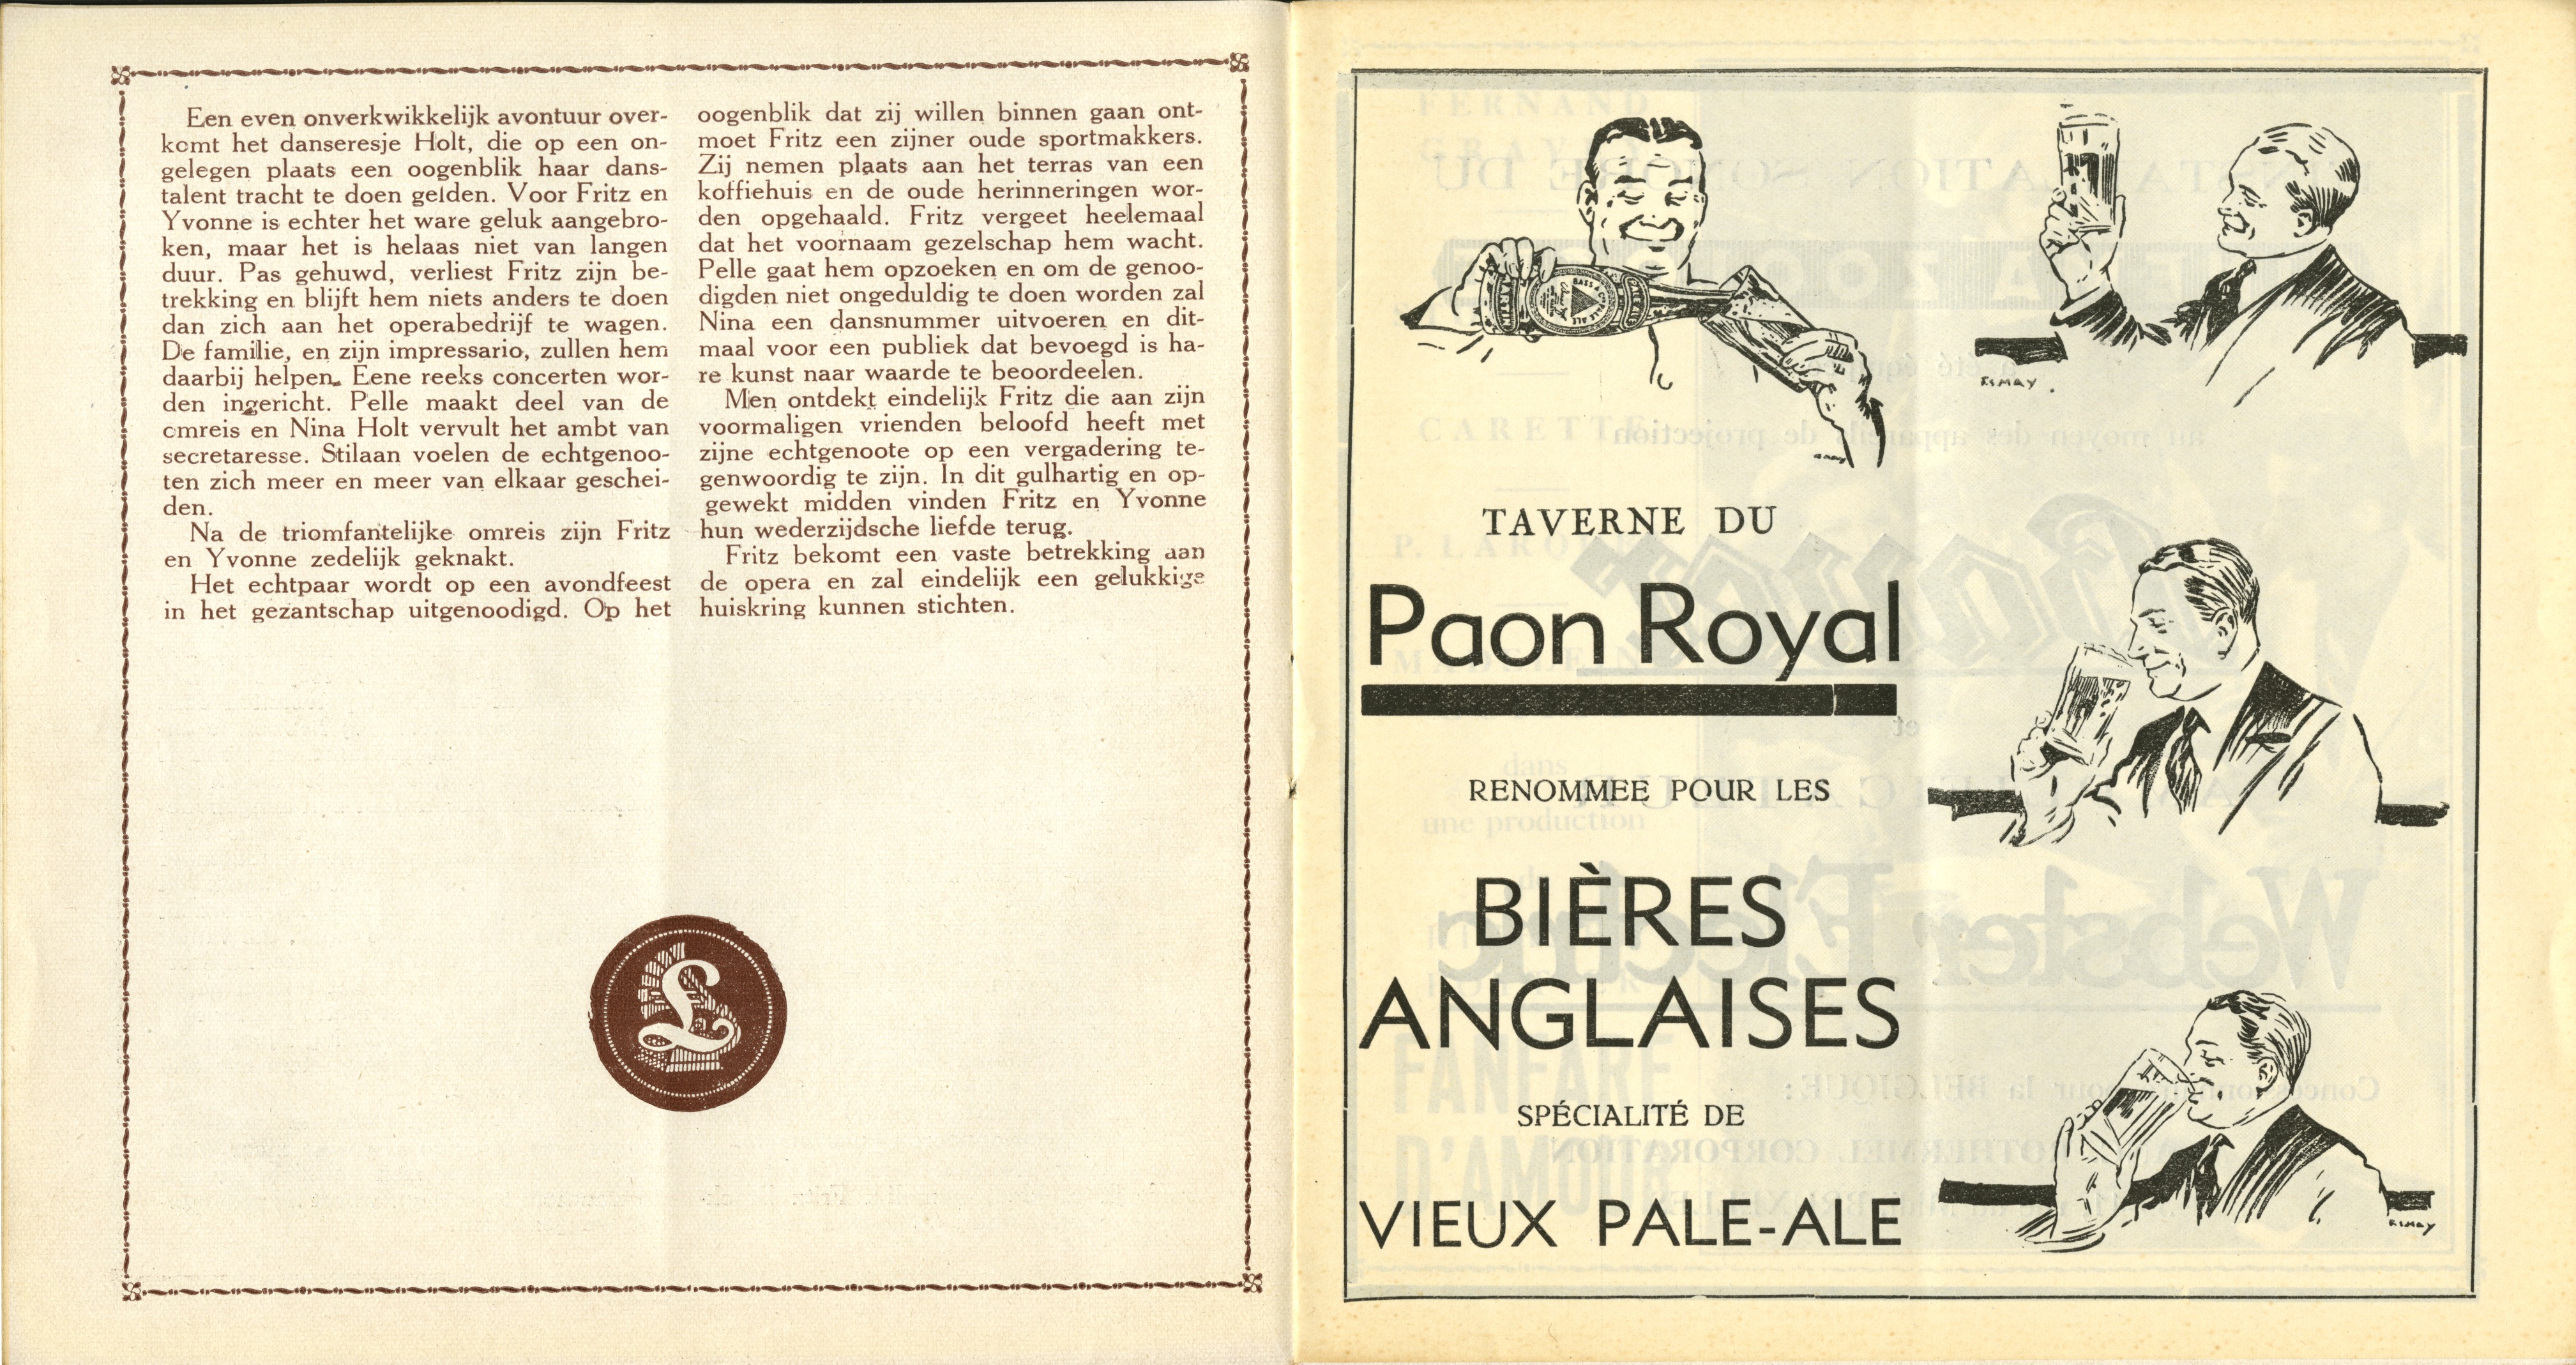 Een even onverkwikkelijk avontuur over-
komt het danseresje Holt, die op een on-
gelegen plaats een oogenblik haar dans-
talent tracht te doen gelden. Voor Fritz en
Yvonne is echter het ware geluk aangebro-
ken, maar het is helaas niet van langen
duur. Pas gehuwd, verliest Fritz zijn be-
trekking en blijft hem niets anders te doen
dan zich aan het operabedrijf te wagen.
De familie, en zijn impressario, zullen hem
daarbij helpen. Eene reeks concerten wor-
den ingericht. Pelle maakt deel van de
omreis en Nina Holt vervult het ambt van
secretaresse. Stilaan voelen de echtgenoo-
ten zich meer en meer van elkaar geschei-
den.
Na de triomfantelijke omreis zijn Fritz
en Yvonne zedelijk geknakt.
Het echtpaar wordt op een avondfeest
in het gezantschap uitgenoodigd. Op het
oogenblik dat zij willen binnen gaan ont-
moet Fritz een zijner oude sportmakkers.
Zij nemen plaats aan het terras van een
koffiehuis en de oude herinneringen wor-
den opgehaald. Fritz vergeet heelemaal
dat het voornaam gezelschap hem wacht.
Pelle gaat hem opzoeken en om de genoo-
digden niet ongeduldig te doen worden zal
Nina een dansnummer uitvoeren en dit-
maal voor een publiek dat bevoegd is ha-
re kunst naar waarde te beoordeelen.
Men ontdekt eindelijk Fritz die aan zijn
voormaligen vrienden beloofd heeft met
zijne echtgenoote op een vergadering te-
genwoordig te zijn. In dit gulhartig en op-
gewekt midden vinden Fritz en Yvonne
hun wederzijdsche liefde terug.
Fritz bekomt een vaste betrekking aan
de opera en zal eindelijk een gelukkige
huiskring kunnen stichten.
L
MARTIN
BASS & CO'S PALE ALE
TAVERNE DU
Paon Royal
RENOMMEE POUR LES
BIÈRES
ANGLAISES
SPÉCIALITÉ DE
VIEUX PALE-ALE